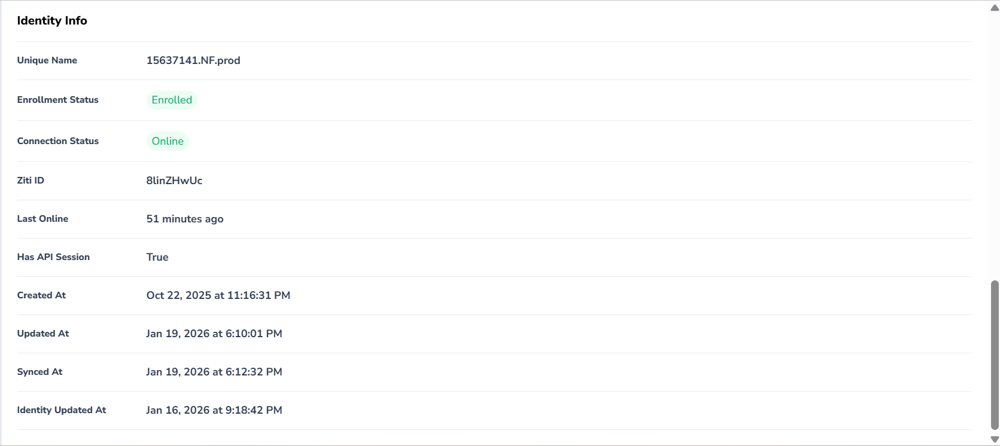 Identity Info
Unique Name 15637141.NF.prod
Enrollment Status Enrolled
Connection Status Online
Ziti ID 8linZHwUc
Last Online 51 minutes ago
Has API Session True
Created At Oct 22, 2025 at 11:16:31 PM
Updated At Jan 19, 2026 at 6:10:01 PM
Synced At Jan 19, 2026 at 6:12:32 PM
Identity Updated At Jan 16, 2026 at 9:18:42 PM